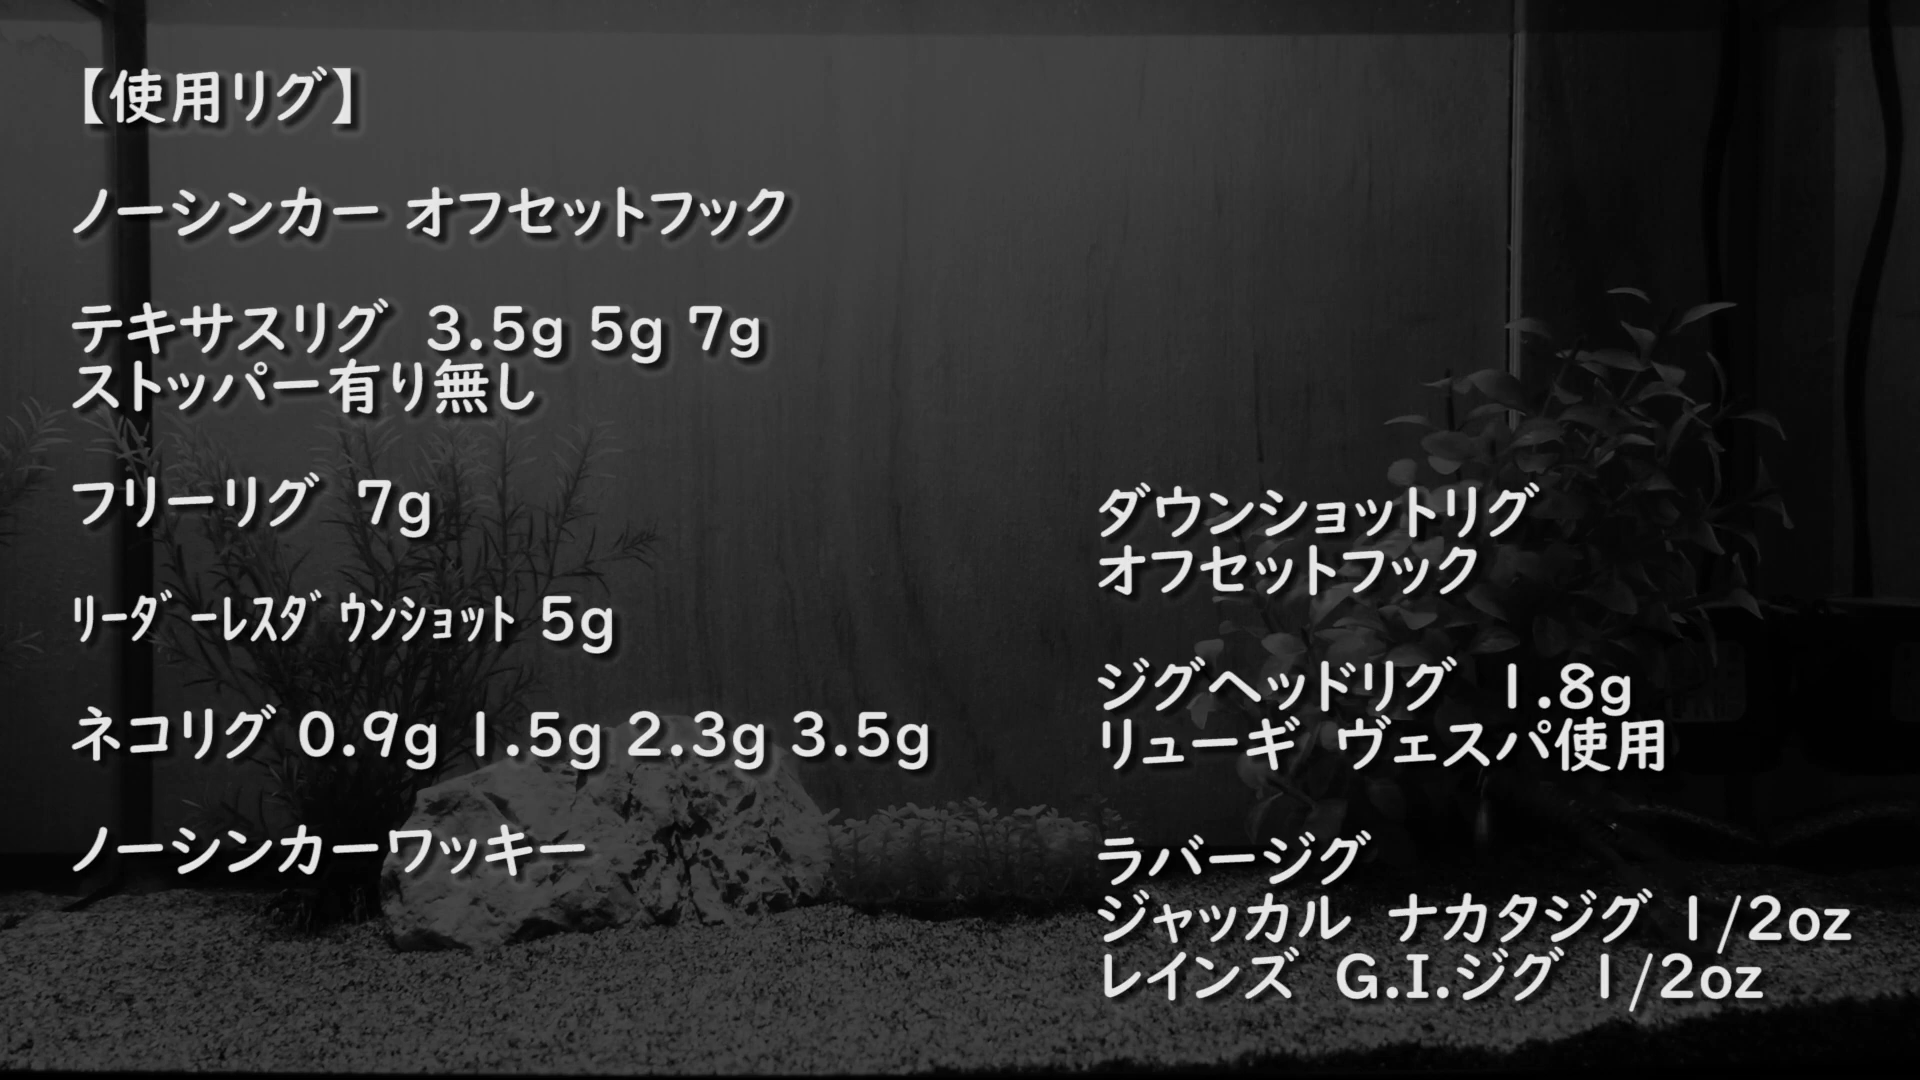 【使用リグ】
ノーシンカー オフセットフック
テキサスリグ 3.5g 5g 7g
ストッパー有り無し
フリーリグ 7g
ﾘｰﾀﾞｰﾚｽﾀﾞｳﾝｼｮｯﾄ 5g
ネコリグ 0.9g 1.5g 2.3g 3.5g
ノーシンカーワッキー
ダウンショットリグ
オフセットフック
ジグヘッドリグ 1.8g
リューギ ヴェスパ使用
ラバージグ
ジャッカル ナカタジグ 1/2oz
レインズ G.I.ジグ 1/2oz